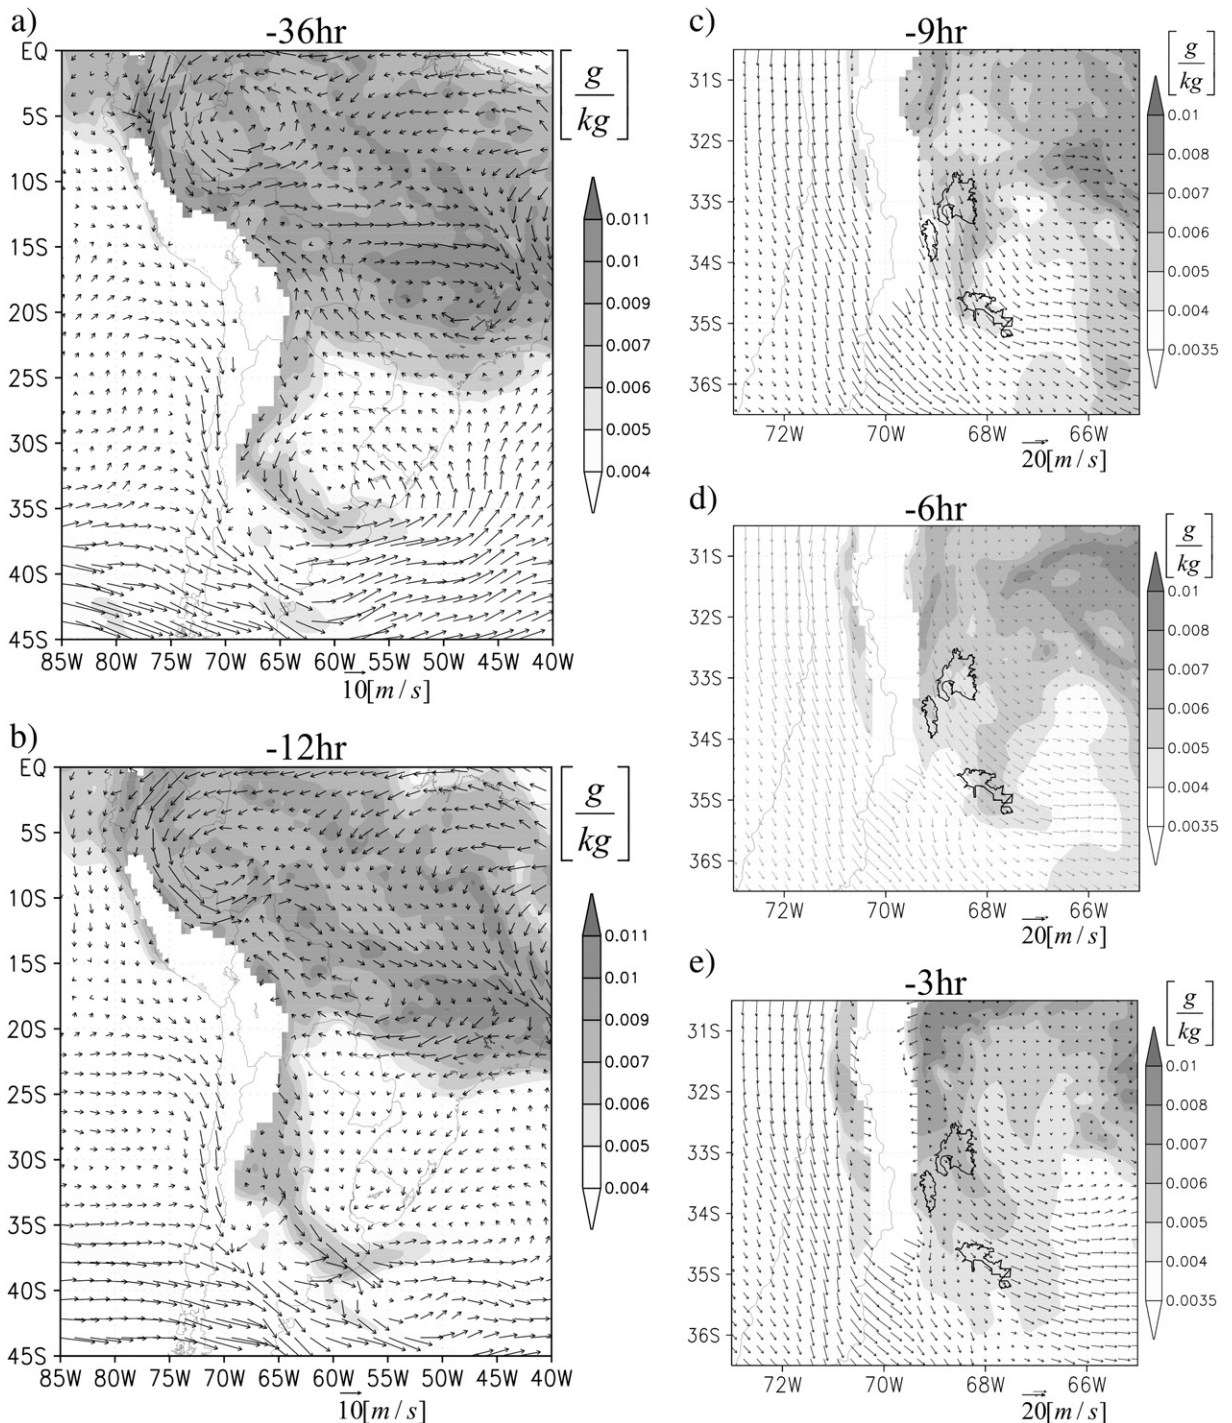 a)
-36hr
EQ
5S
10S
15S
20S
25S
30S
35S
40S
45S
85W 80W 75W 70W 65W 60W 55W 50W 45W 40W
10[m/s]
[g/kg]
0.011
0.01
0.009
0.007
0.006
0.005
0.004
b)
-12hr
EQ
5S
10S
15S
20S
25S
30S
35S
40S
45S
85W 80W 75W 70W 65W 60W 55W 50W 45W 40W
10[m/s]
[g/kg]
0.011
0.01
0.009
0.007
0.006
0.005
0.004
c)
-9hr
31S
32S
33S
34S
35S
36S
72W 70W 68W 66W
20[m/s]
[g/kg]
0.01
0.008
0.007
0.006
0.005
0.004
0.0035
d)
-6hr
31S
32S
33S
34S
35S
36S
72W 70W 68W 66W
20[m/s]
[g/kg]
0.01
0.008
0.007
0.006
0.005
0.004
0.0035
e)
-3hr
31S
32S
33S
34S
35S
36S
72W 70W 68W 66W
20[m/s]
[g/kg]
0.01
0.008
0.007
0.006
0.005
0.004
0.0035